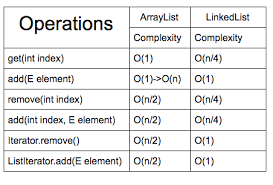 Operations ArrayList LinkedList
Complexity Complexity
get(int index) O(1) O(n/4)
add(E element) O(1)->O(n) O(1)
remove(int index) O(n/2) O(n/4)
add(int index, E element) O(n/2) O(n/4)
Iterator.remove() O(n/2) O(1)
ListIterator.add(E element) O(n/2) O(1)